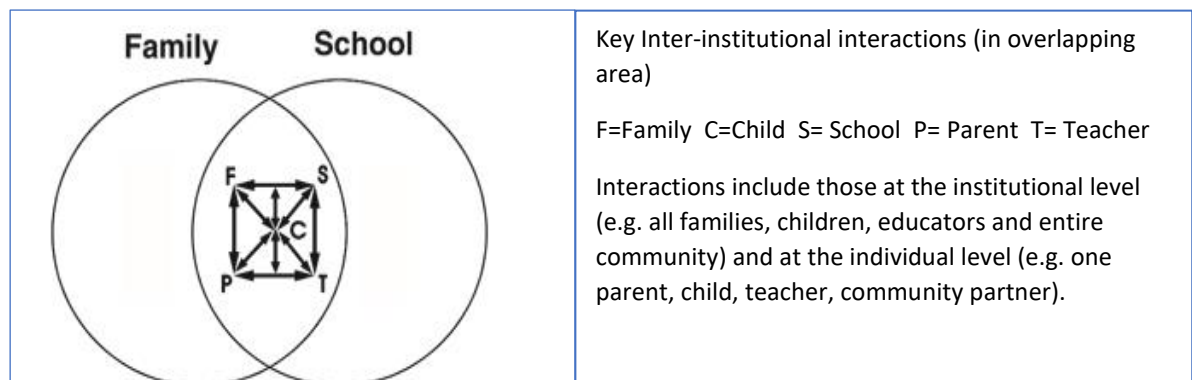 Family School
F S
C
P T
Key Inter-institutional interactions (in overlapping
area)
F=Family C=Child S= School P= Parent T= Teacher
Interactions include those at the institutional level
(e.g. all families, children, educators and entire
community) and at the individual level (e.g. one
parent, child, teacher, community partner).